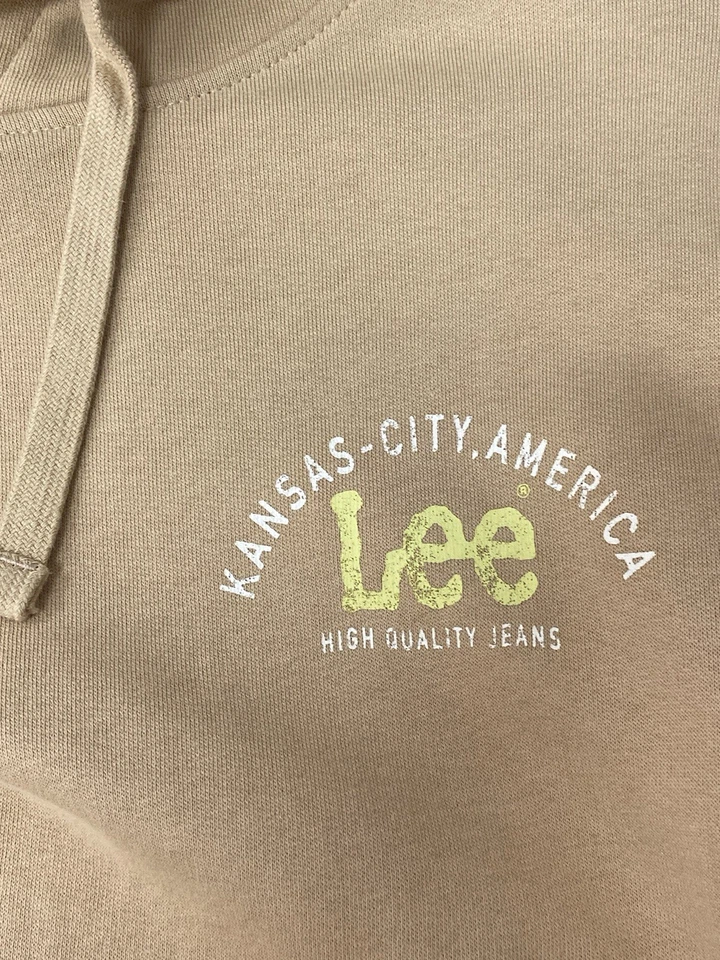 KANSAS-CITY, AMERICA
Lee®
HIGH QUALITY JEANS